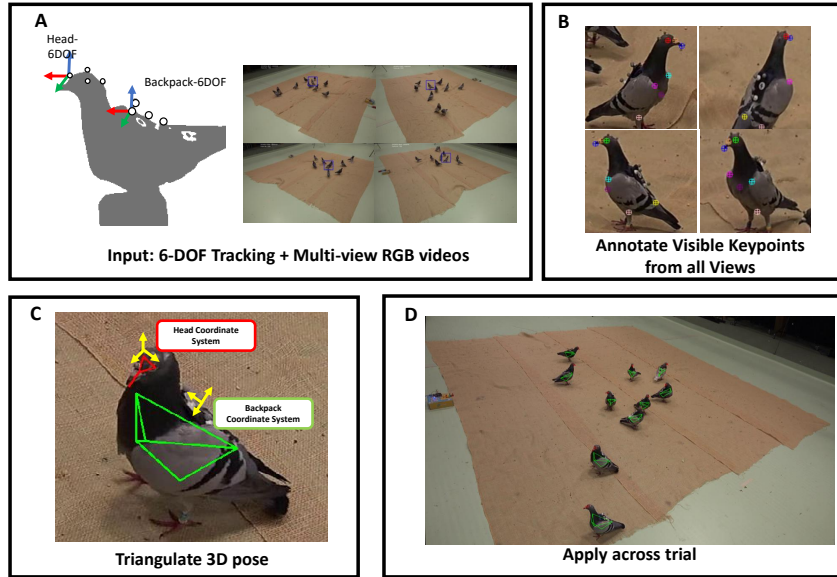 A
Head-
6DOF
Backpack-6DOF
Input: 6-DOF Tracking + Multi-view RGB videos
B
Annotate Visible Keypoints
from all Views
C
Head Coordinate
System
Backpack
Coordinate System
Triangulate 3D pose
D
Apply across trial